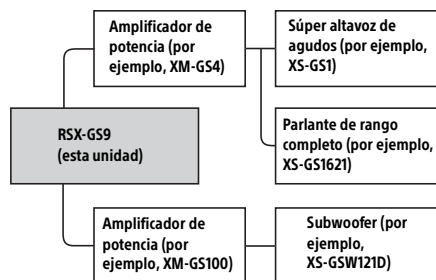 Amplificador de
potencia (por
ejemplo, XM-GS4)
Súper altavoz de
agudos (por ejemplo,
XS-GS1)
Parlante de rango
completo (por ejemplo,
XS-GS1621)
RSX-GS9
(esta unidad)
Amplificador de
potencia (por
ejemplo, XM-GS100)
Subwoofer (por
ejemplo,
XS-GSW121D)